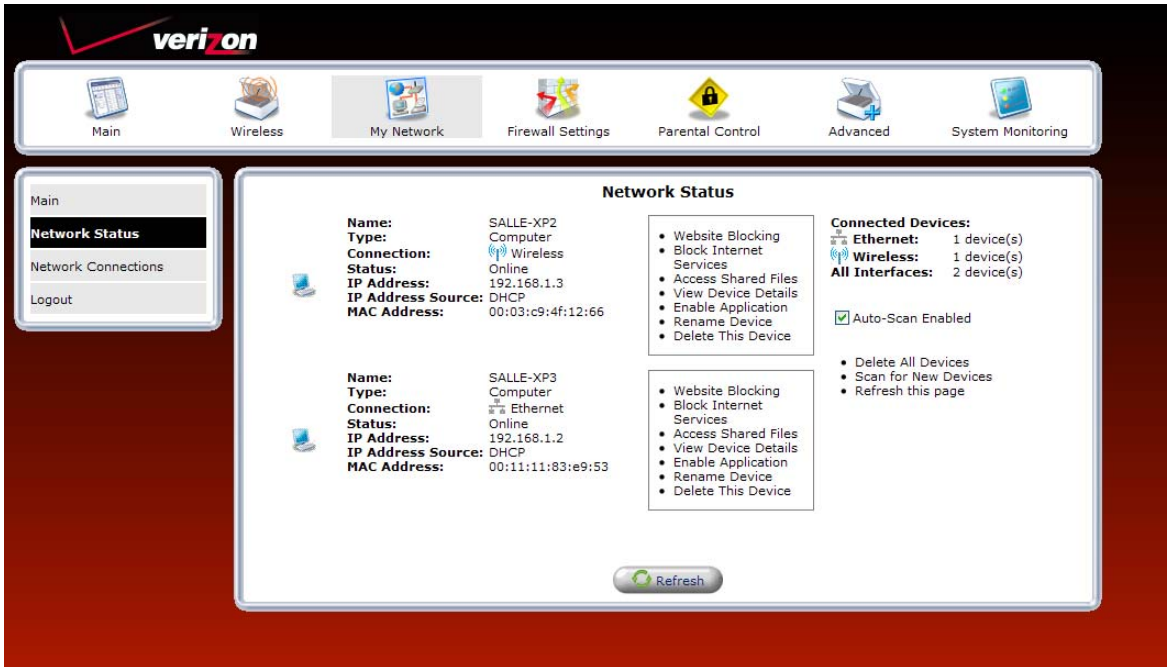 verizon
Main
Wireless
My Network
Firewall Settings
Parental Control
Advanced
System Monitoring
Main
Network Status
Network Connections
Logout
Network Status
Name: SALLE-XP2
Type: Computer
Connection: Wireless
Status: Online
IP Address: 192.168.1.3
IP Address Source: DHCP
MAC Address: 00:03:c9:4f:12:66
• Website Blocking
• Block Internet
Services
• Access Shared Files
• View Device Details
• Enable Application
• Rename Device
• Delete This Device
Name: SALLE-XP3
Type: Computer
Connection: Ethernet
Status: Online
IP Address: 192.168.1.2
IP Address Source: DHCP
MAC Address: 00:11:11:83:e9:53
• Website Blocking
• Block Internet
Services
• Access Shared Files
• View Device Details
• Enable Application
• Rename Device
• Delete This Device
Connected Devices:
Ethernet: 1 device(s)
Wireless: 1 device(s)
All Interfaces: 2 device(s)
Auto-Scan Enabled
• Delete All Devices
• Scan for New Devices
• Refresh this page
Refresh